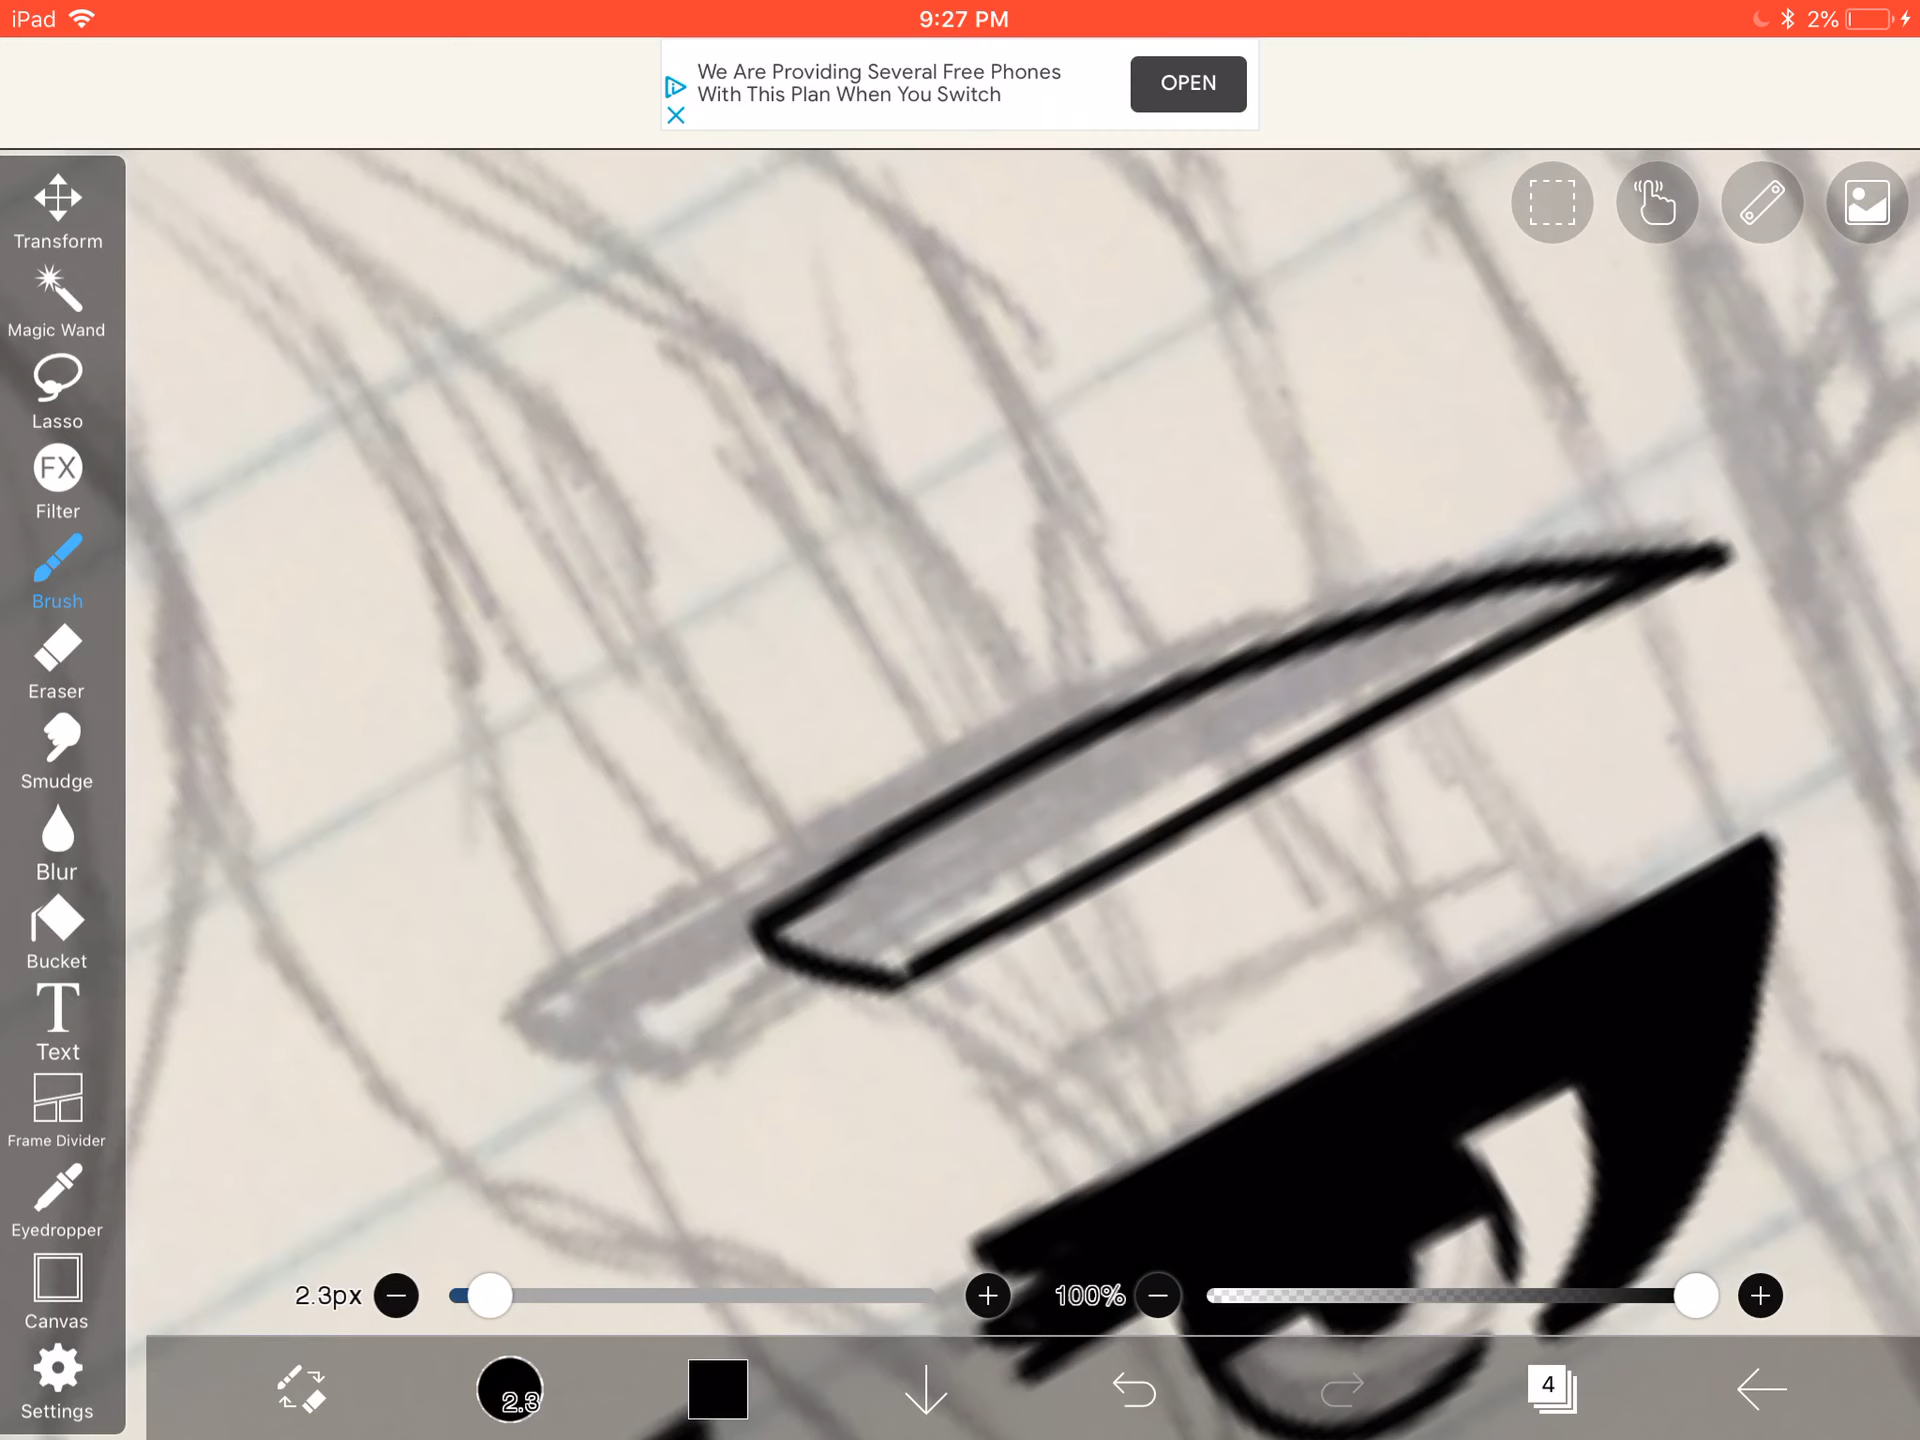 iPad 9:27 PM 2%
We Are Providing Several Free Phones
With This Plan When You Switch
OPEN
Transform
Magic Wand
Lasso
FX
Filter
Brush
Eraser
Smudge
Blur
Bucket
T
Text
Frame Divider
Eyedropper
Canvas
Settings
2.3px 100%
2.3
4